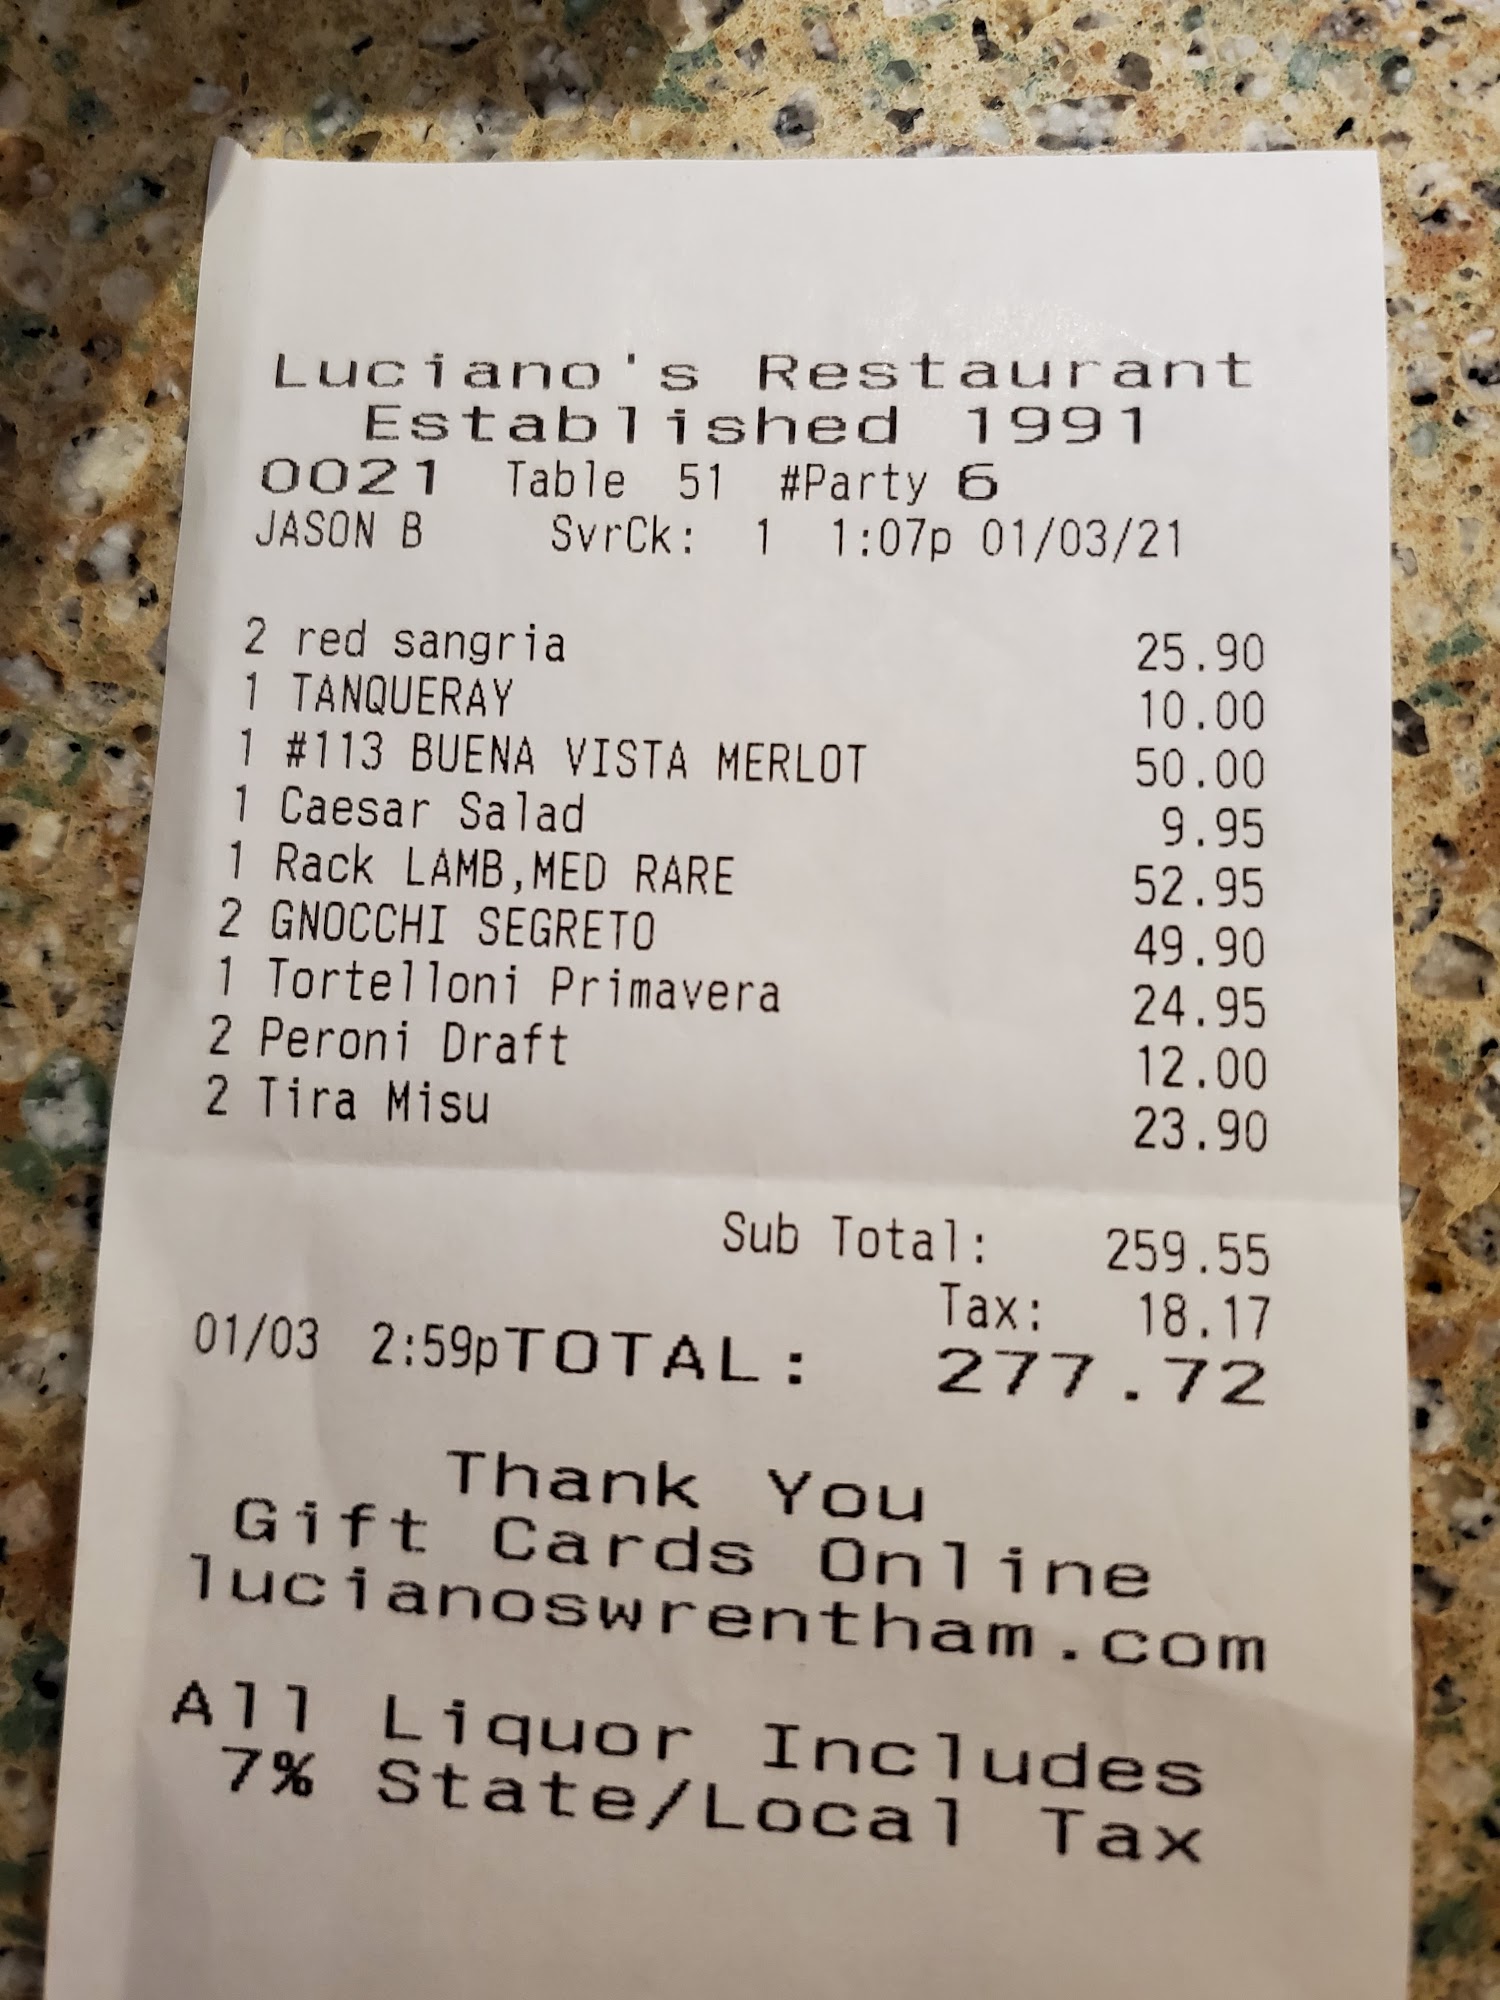 Luciano's Restaurant
Established 1991
0021 Table 51 #Party 6
JASON B SvrCk: 1 1:07p 01/03/21
2 red sangria 25.90
1 TANQUERAY 10.00
1 #113 BUENA VISTA MERLOT 50.00
1 Caesar Salad 9.95
1 Rack LAMB,MED RARE 52.95
2 GNOCCHI SEGRETO 49.90
1 Tortelloni Primavera 24.95
2 Peroni Draft 12.00
2 Tira Misu 23.90
Sub Total: 259.55
Tax: 18.17
01/03 2:59pTOTAL: 277.72
Thank You
Gift Cards Online
lucianoswrentham.com
All Liquor Includes
7% State/Local Tax